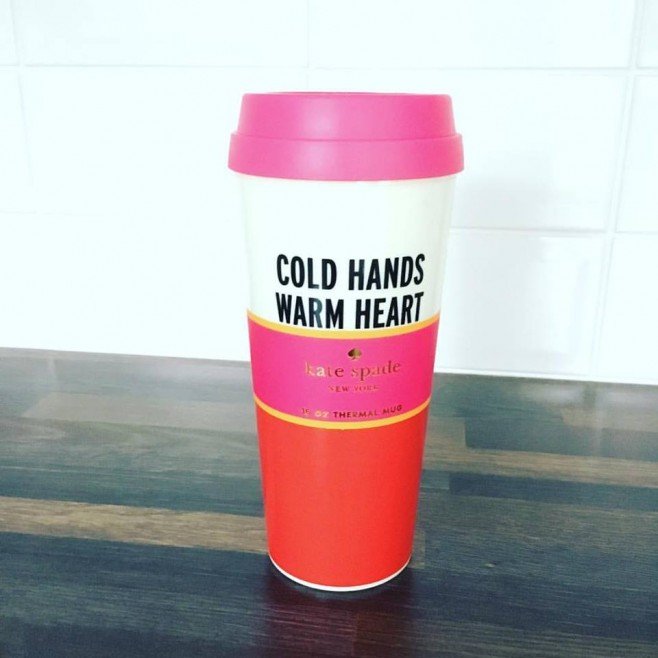 COLD HANDS
WARM HEART
kate spade
NEW YORK
16 OZ THERMAL MUG